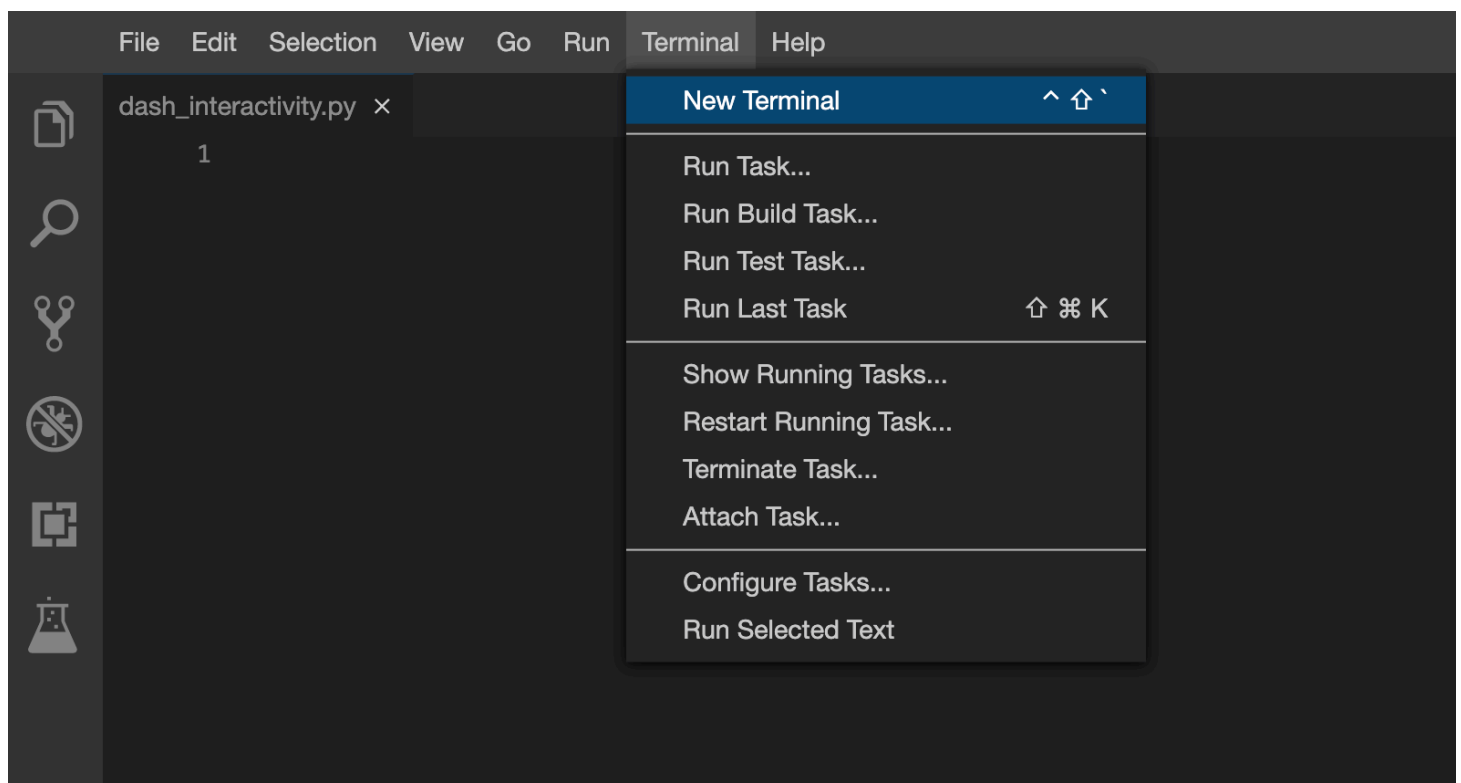 File Edit Selection View Go Run Terminal Help
dash_interactivity.py ×
1
New Terminal ^ ⇧ `
Run Task...
Run Build Task...
Run Test Task...
Run Last Task ⇧ ⌘ K
Show Running Tasks...
Restart Running Task...
Terminate Task...
Attach Task...
Configure Tasks...
Run Selected Text